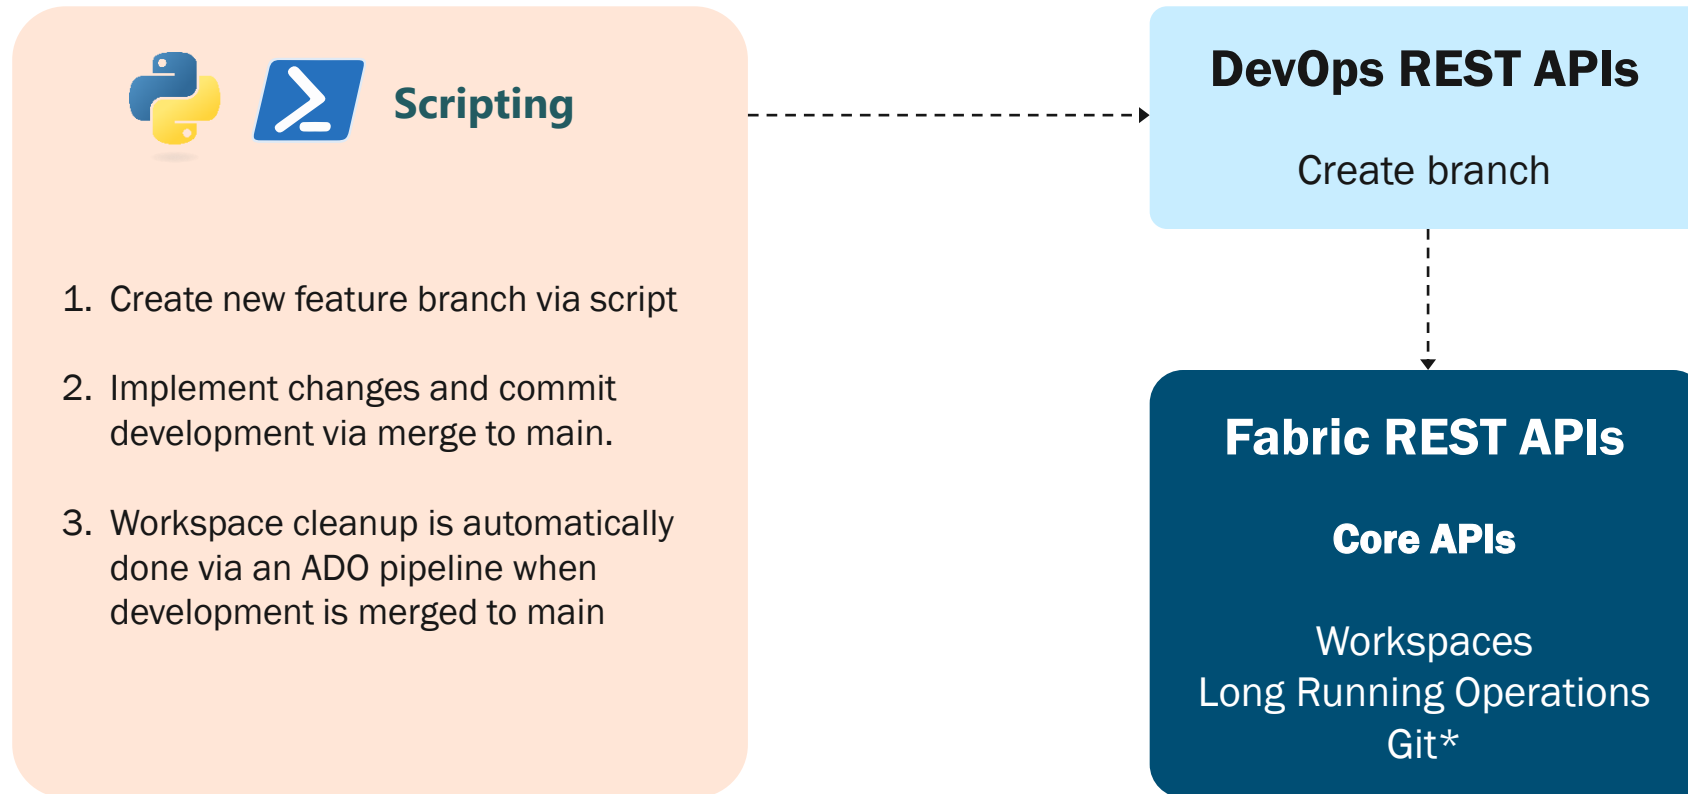 Scripting
1. Create new feature branch via script
2. Implement changes and commit
development via merge to main.
3. Workspace cleanup is automatically
done via an ADO pipeline when
development is merged to main
DevOps REST APIs
Create branch
Fabric REST APIs
Core APIs
Workspaces
Long Running Operations
Git*